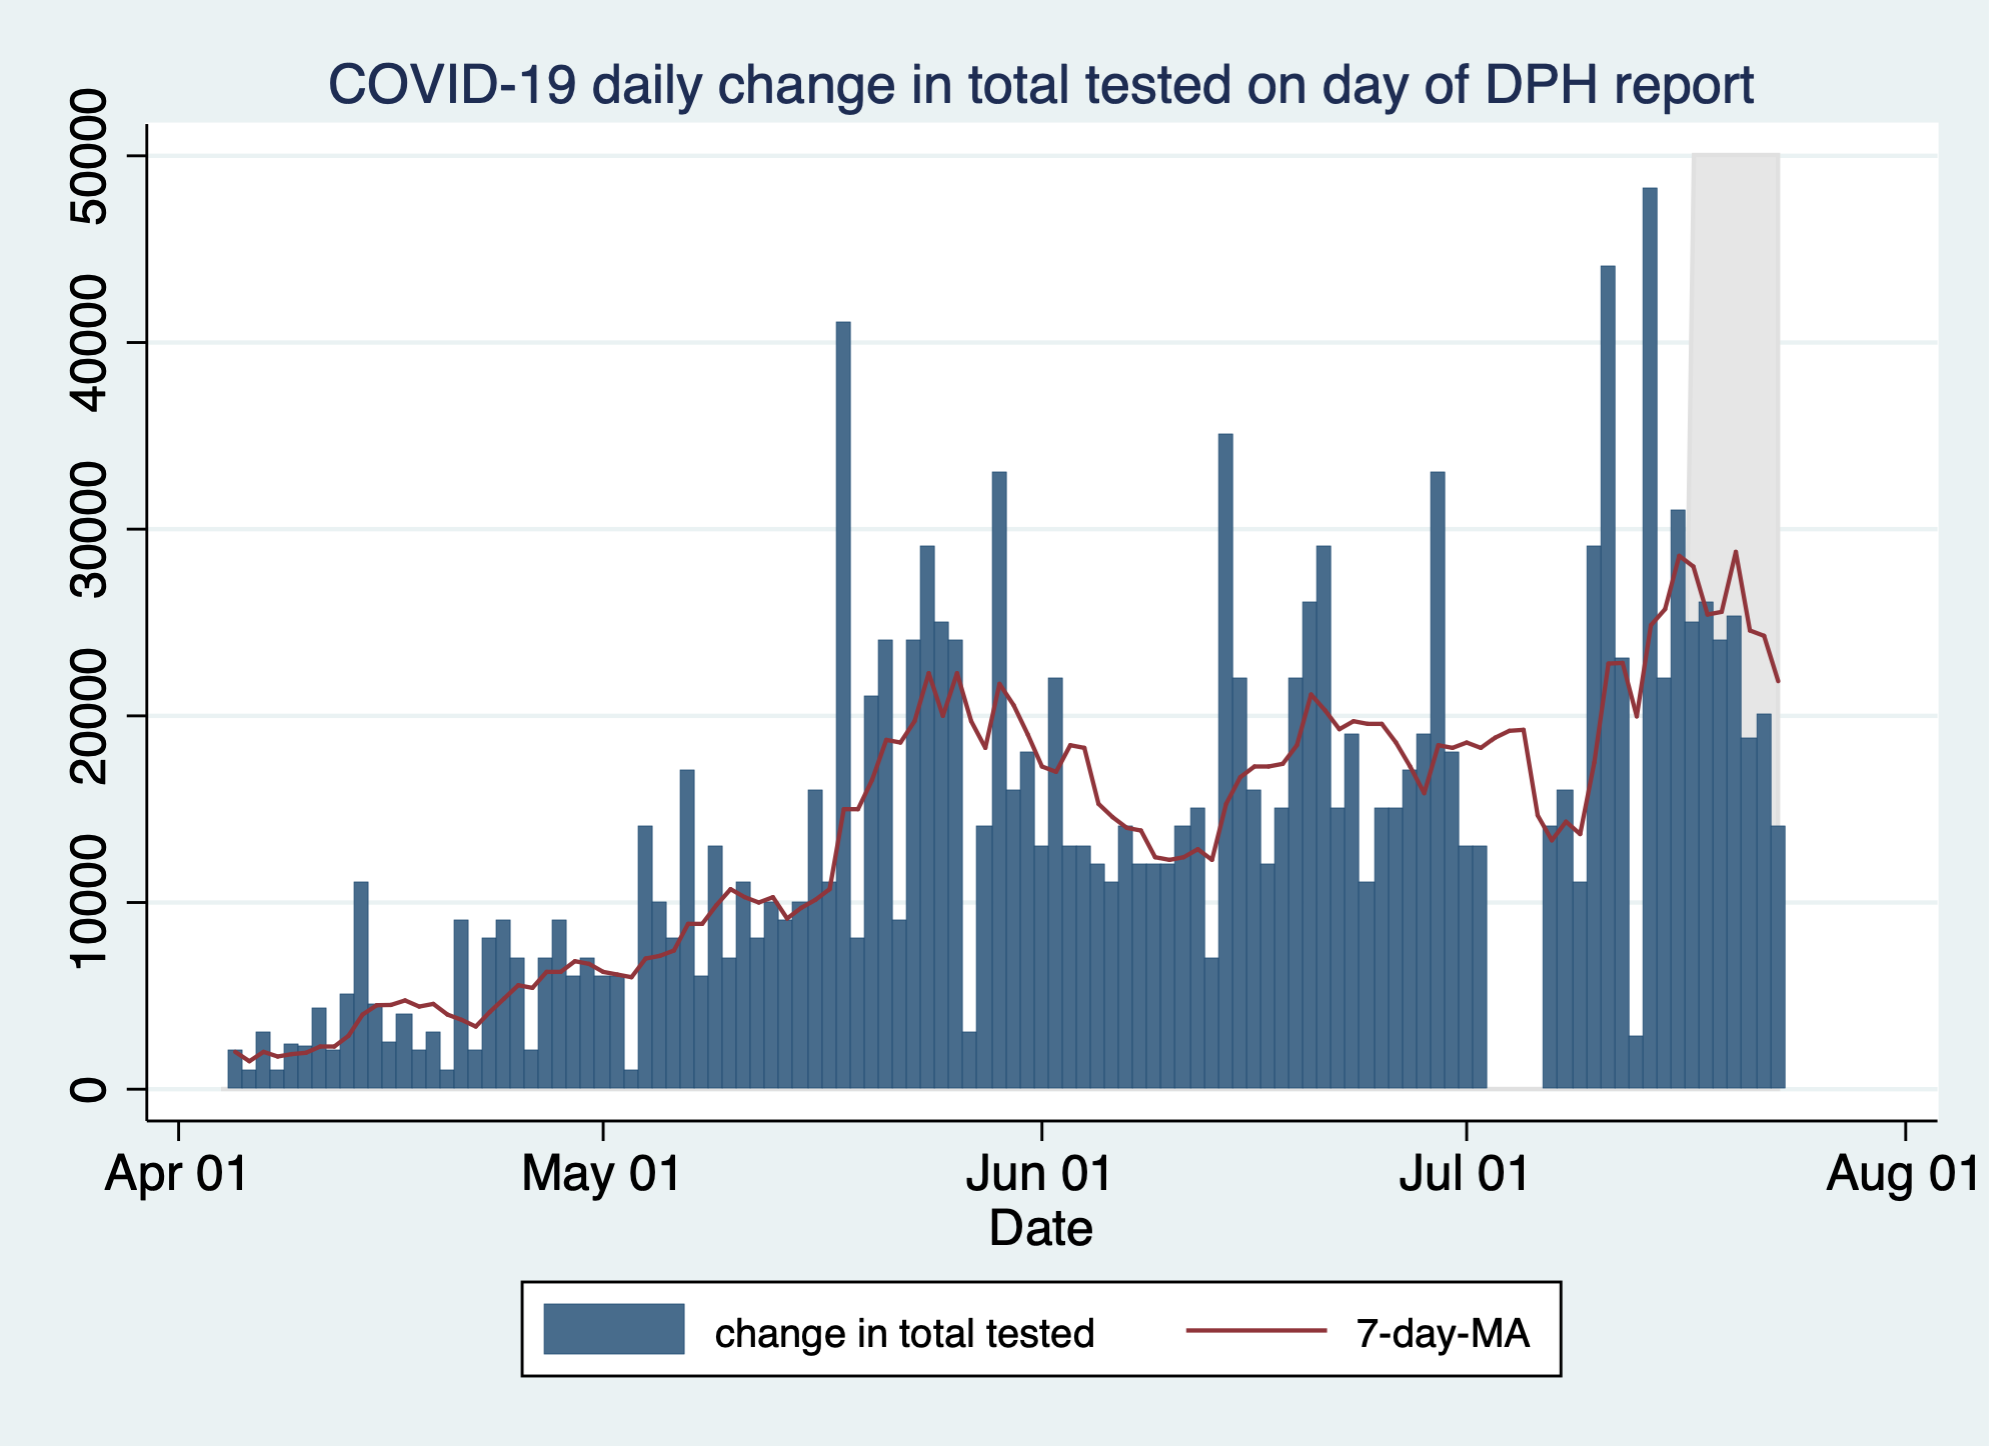 COVID-19 daily change in total tested on day of DPH report
50000
40000
30000
20000
10000
0
Apr 01 May 01 Jun 01 Jul 01 Aug 01
Date
change in total tested 7-day-MA